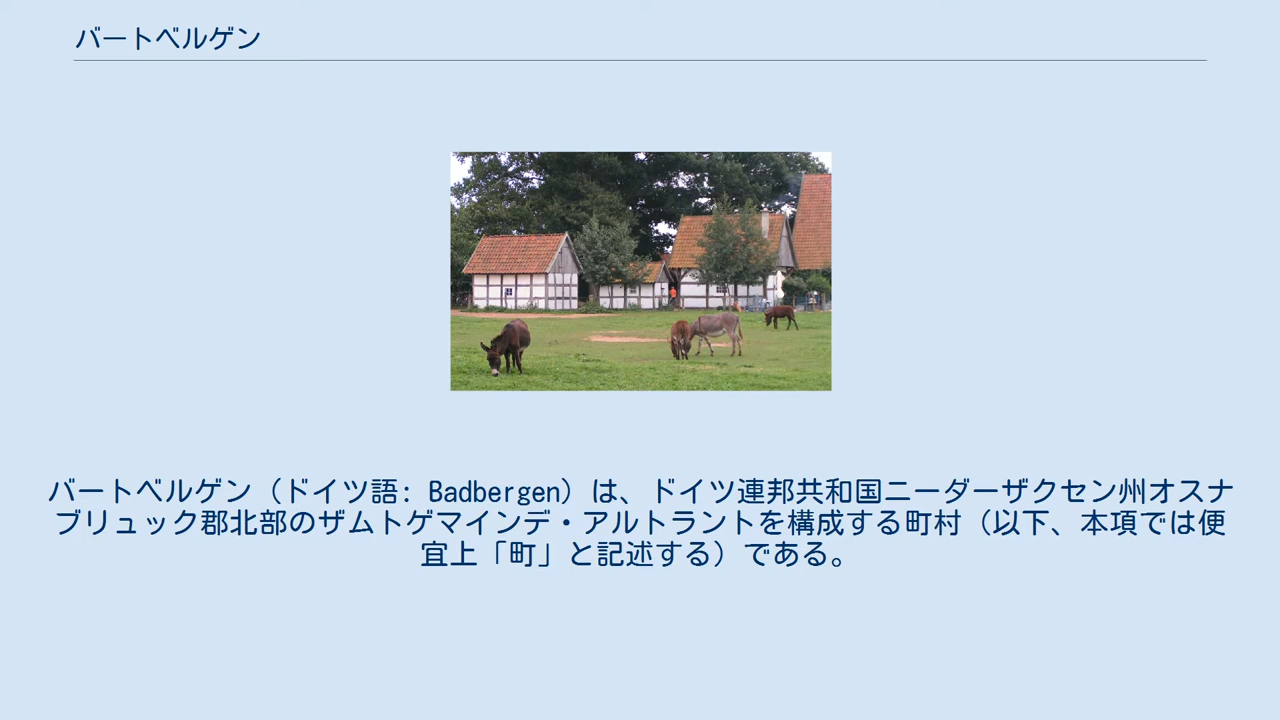 バートベルゲン
バートベルゲン（ドイツ語: Badbergen）は、ドイツ連邦共和国ニーダーザクセン州オスナ
ブリュック郡北部のザムトゲマインデ・アルトラントを構成する町村（以下、本項では便
宜上「町」と記述する）である。